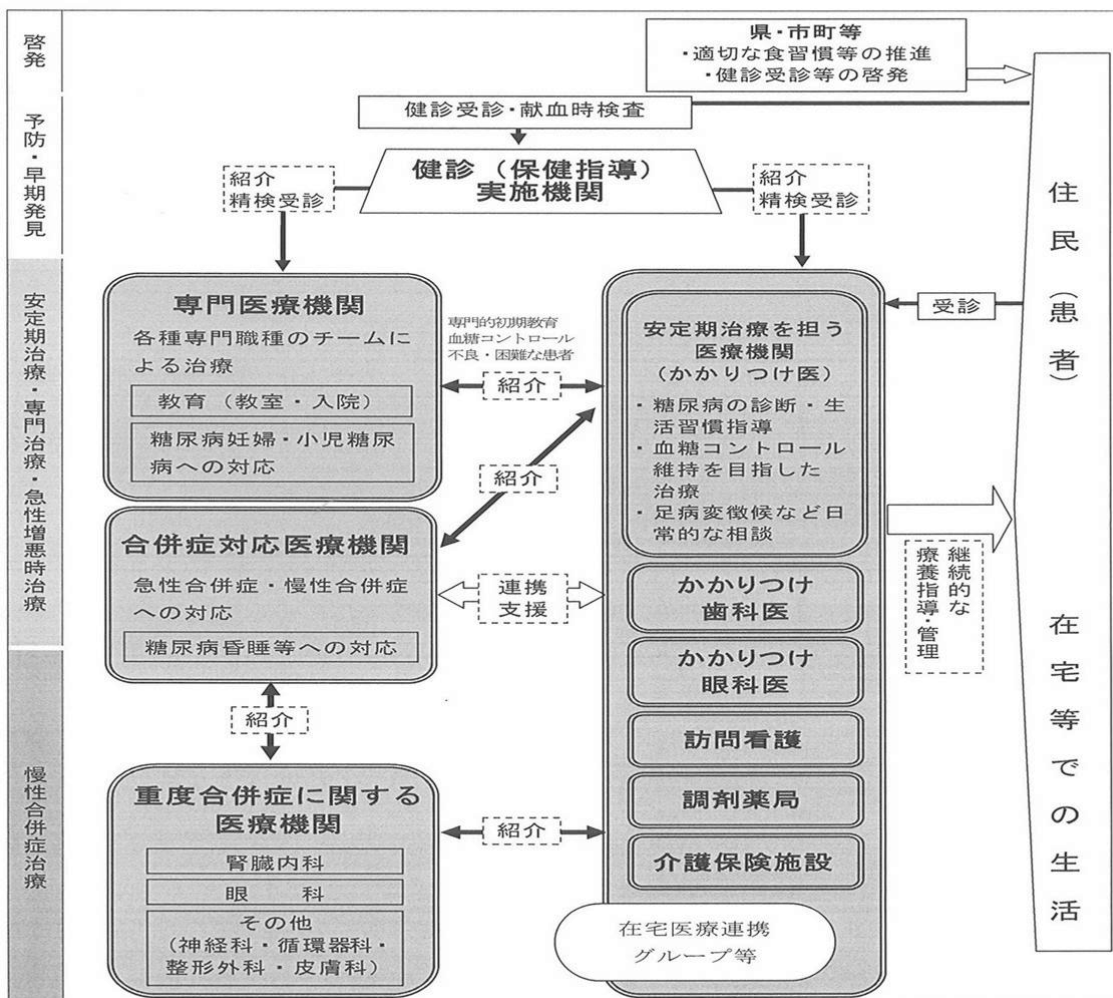 啓発
予防・早期発見
安定期治療・専門治療・急性増悪時治療
慢性合併症治療
県・市町等
・適切な食習慣等の推進
・健診受診等の啓発
健診受診・献血時検査
健診（保健指導）
実施機関
紹介
精検受診
紹介
精検受診
専門医療機関
各種専門職種のチームに
よる治療
教育（教室・入院）
糖尿病妊婦・小児糖尿
病への対応
専門的初期教育
血糖コントロール
不良・困難な患者
紹介
紹介
合併症対応医療機関
急性合併症・慢性合併症
への対応
糖尿病昏睡等への対応
連携
支援
紹介
重度合併症に関する
医療機関
腎臓内科
眼　　科
その他
（神経科・循環器科・
整形外科・皮膚科）
紹介
安定期治療を担う
医療機関
（かかりつけ医）
・糖尿病の診断・生
活習慣指導
・血糖コントロール
維持を目指した
治療
・足病変徴候など日
常的な相談
かかりつけ
歯科医
かかりつけ
眼科医
訪問看護
調剤薬局
介護保険施設
在宅医療連携
グループ等
受診
継続的な
療養指導・管理
住民（患者）
在宅等での生活